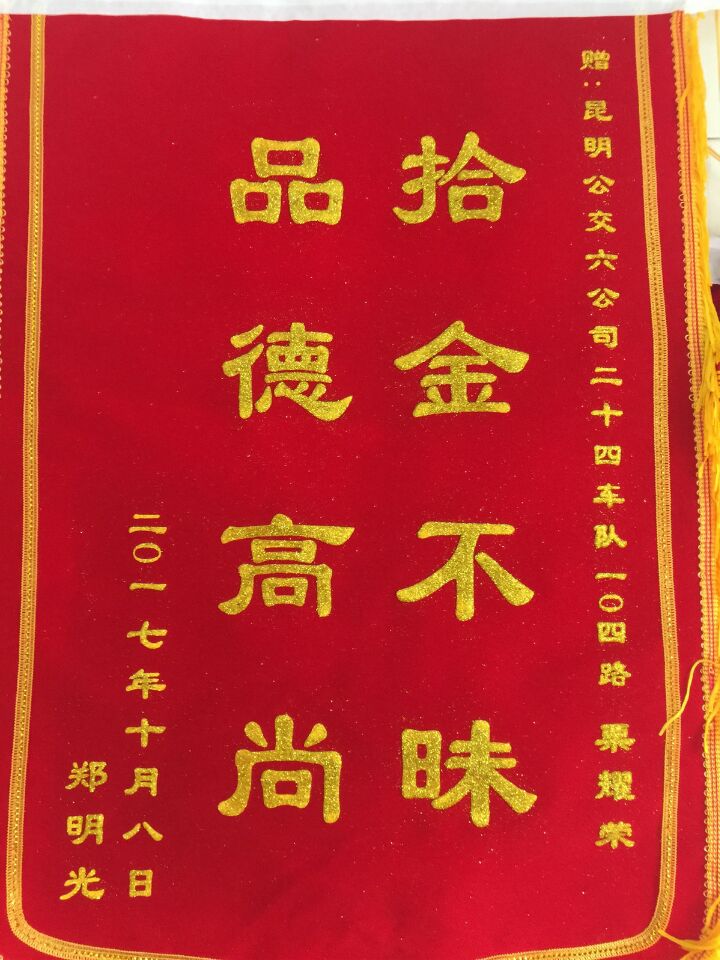 赠：昆明公交六公司二十四车队一〇四路 栗耀荣
拾金不昧
品德高尚
二〇一七年十月八日
郑明光